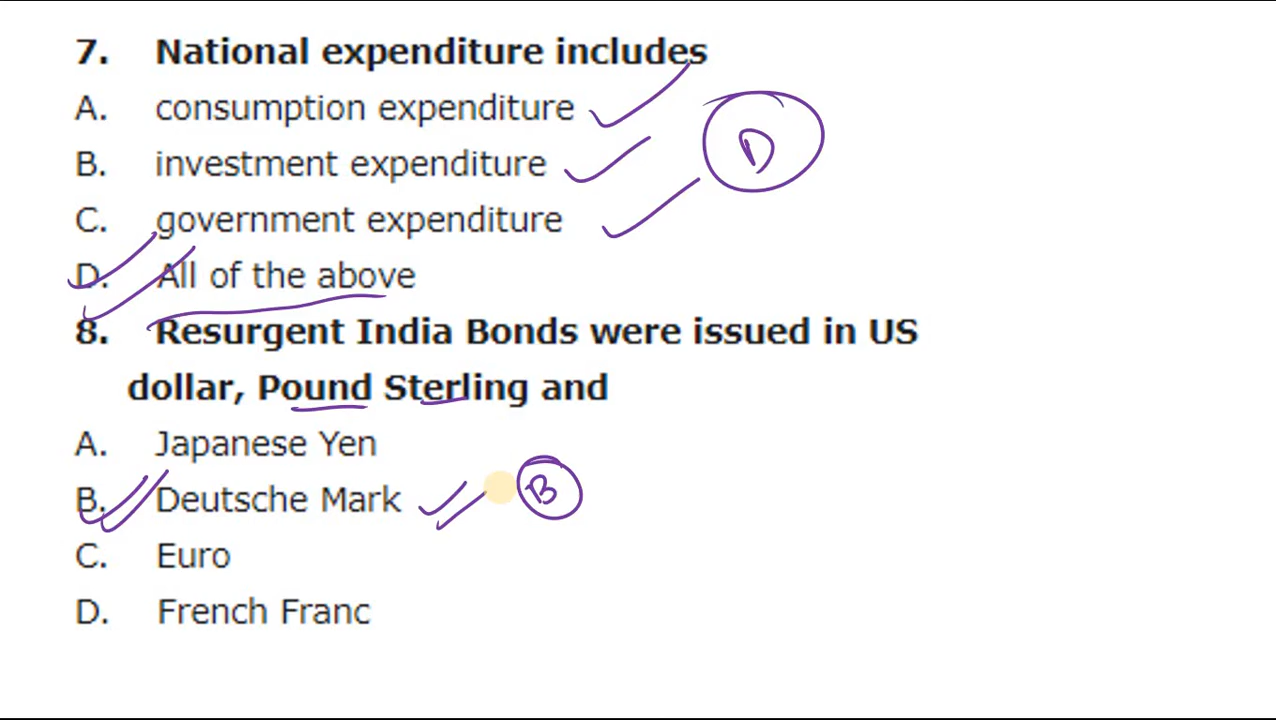 7. National expenditure includes
A. consumption expenditure
B. investment expenditure
D
C. government expenditure
D. All of the above
8. Resurgent India Bonds were issued in US
dollar, Pound Sterling and
A. Japanese Yen
B. Deutsche Mark B
C. Euro
D. French Franc